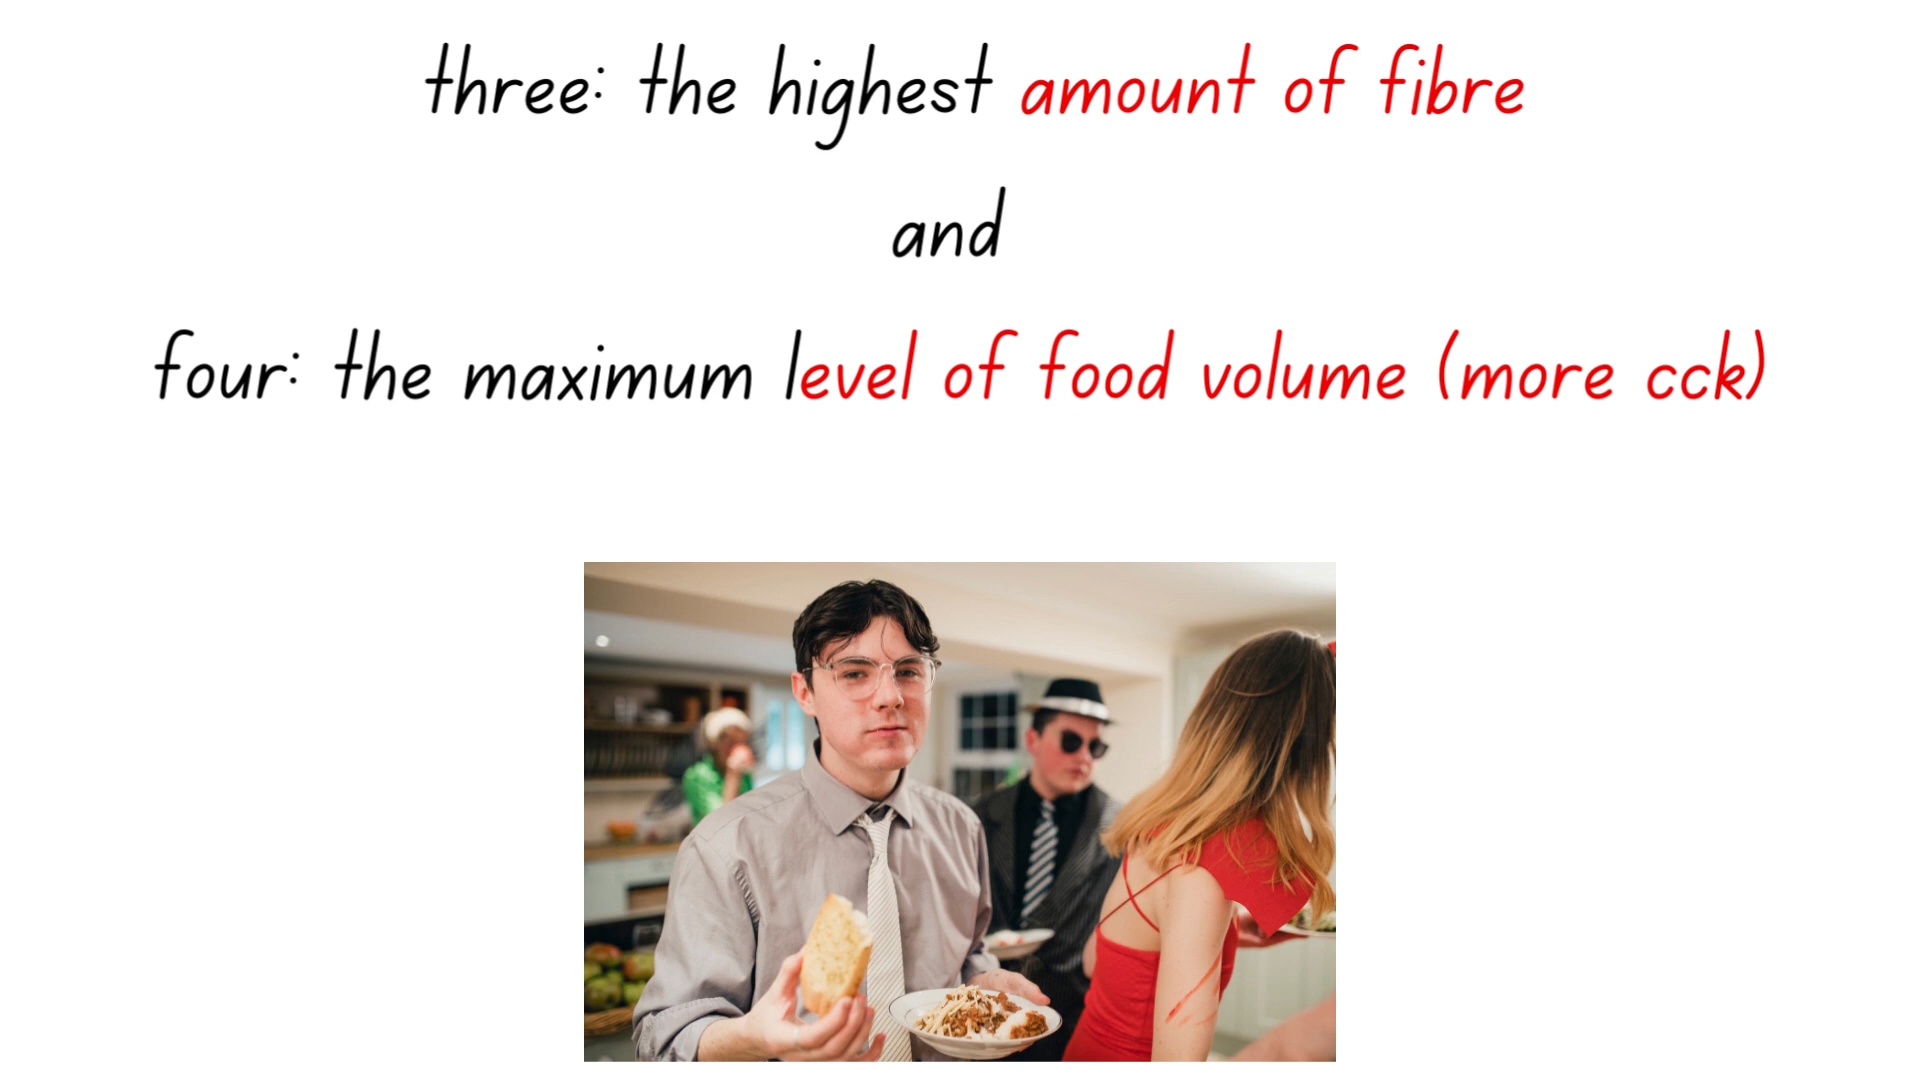 three: the highest amount of fibre
and
four: the maximum level of food volume (more cck)